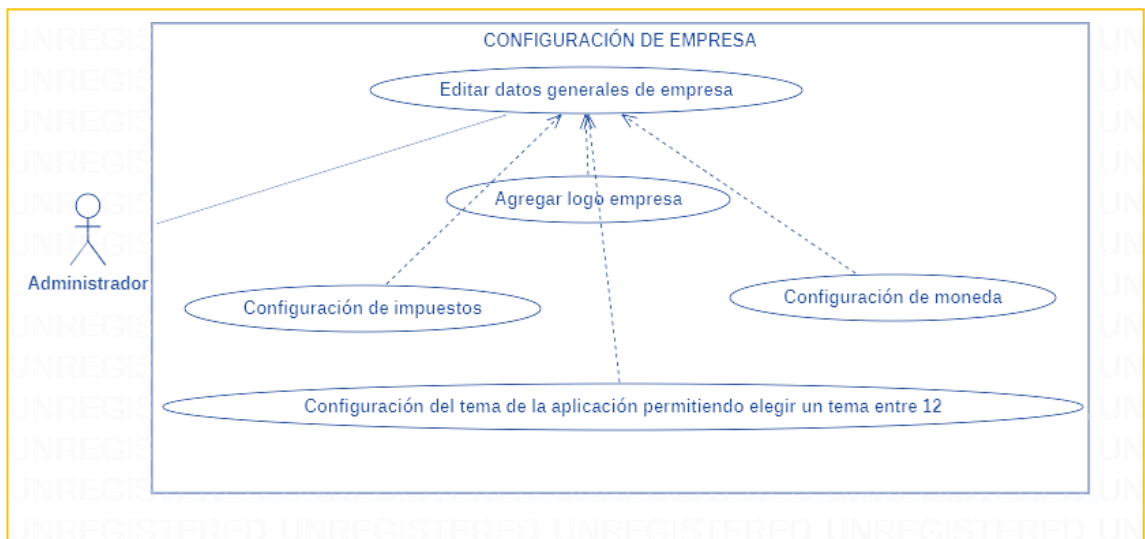 CONFIGURACIÓN DE EMPRESA
Editar datos generales de empresa
Agregar logo empresa
Administrador
Configuración de impuestos
Configuración de moneda
Configuración del tema de la aplicación permitiendo elegir un tema entre 12
UNREGISTERED UNREGISTERED UNREGISTERED UNREGISTERED UN